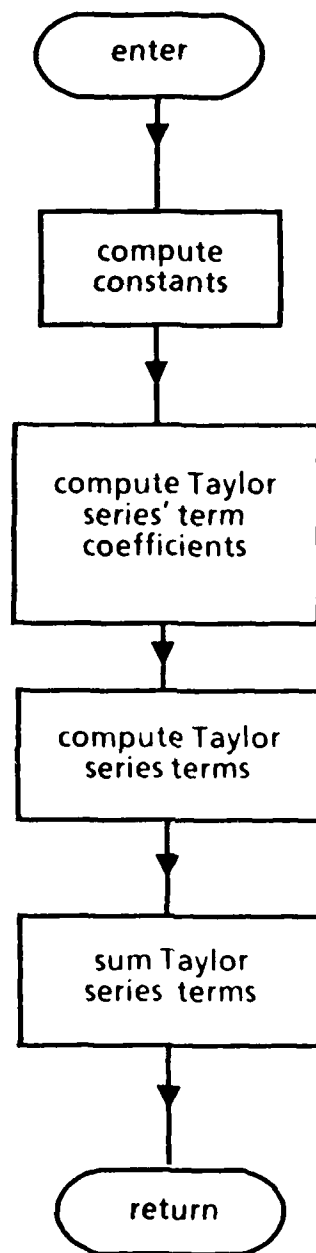 enter
compute
constants
compute Taylor
series' term
coefficients
compute Taylor
series terms
sum Taylor
series terms
return